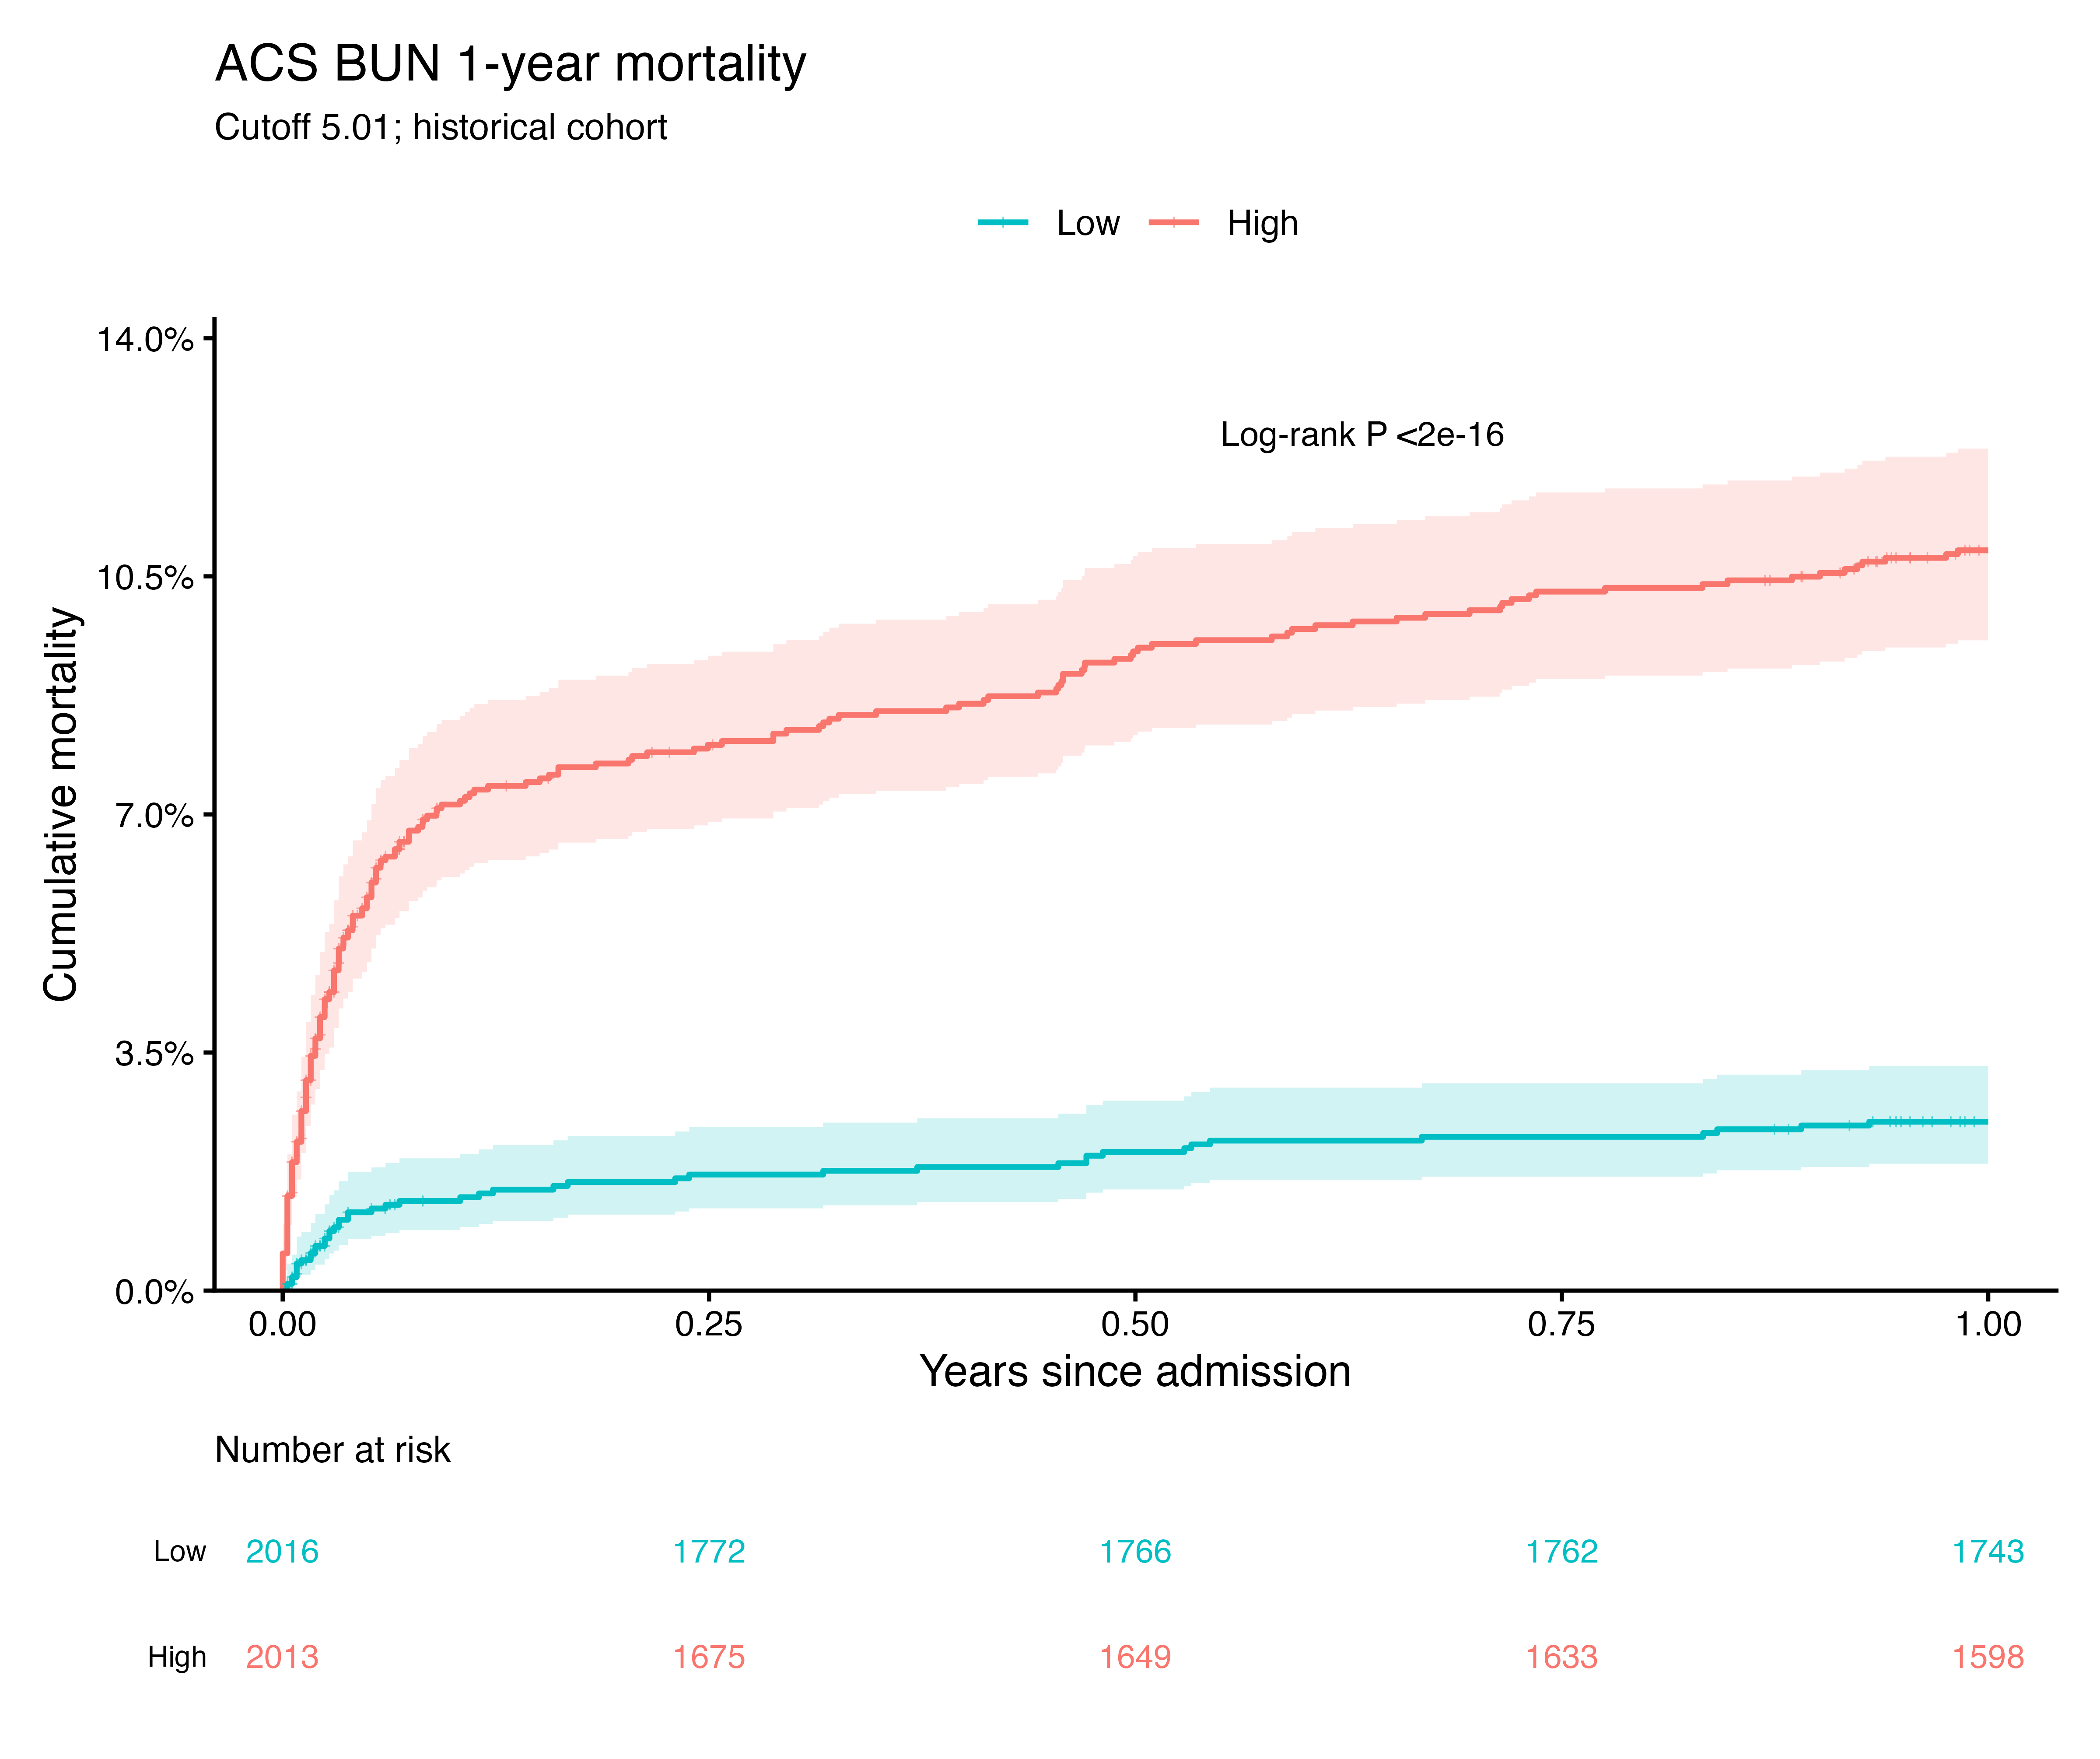 ACS BUN 1-year mortality
Cutoff 5.01; historical cohort
Low High
14.0%
Log-rank P <2e-16
10.5%
7.0%
3.5%
0.0%
Cumulative mortality
0.00 0.25 0.50 0.75 1.00
Years since admission
Number at risk
Low 2016 1772 1766 1762 1743
High 2013 1675 1649 1633 1598